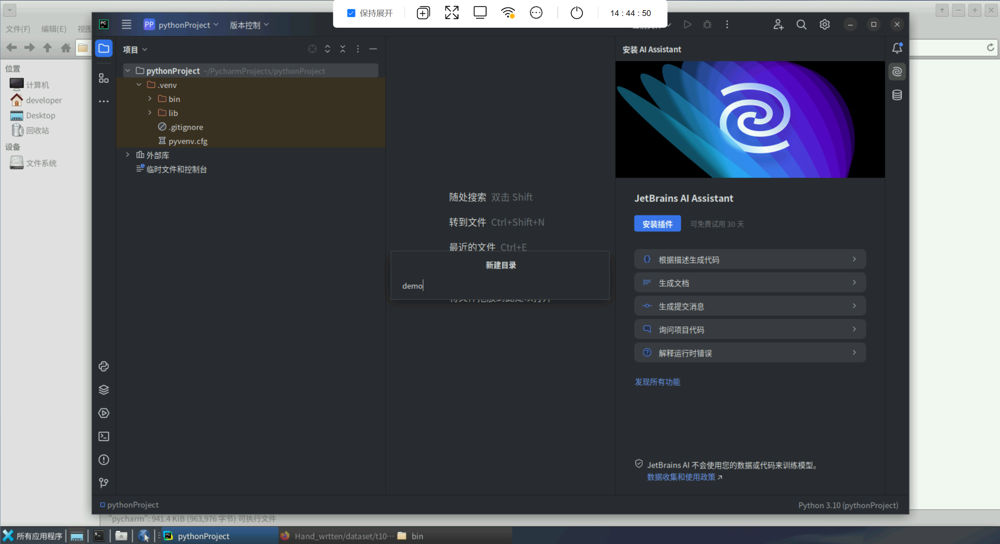 保持展开
14 : 44 : 50
文件(F) 编辑(E) 视图
PC
PP pythonProject 版本控制
项目
安装 AI Assistant
位置
计算机
developer
Desktop
回收站
设备
文件系统
pythonProject ~/PycharmProjects/pythonProject
.venv
bin
lib
.gitignore
pyvenv.cfg
外部库
临时文件和控制台
随处搜索 双击 Shift
转到文件 Ctrl+Shift+N
最近的文件 Ctrl+E
新建目录
demo
JetBrains AI Assistant
安装插件 可免费试用 30 天
根据描述生成代码
生成文档
生成提交消息
询问项目代码
解释运行时错误
发现所有功能
JetBrains AI 不会使用您的数据或代码来训练模型。
数据收集和使用政策
pythonProject
Python 3.10 (pythonProject)
"pycharm": 941.4 KiB (963,976 字节) 可执行文件
所有应用程序 pythonProject Hand_wrtten/dataset/t10··· bin